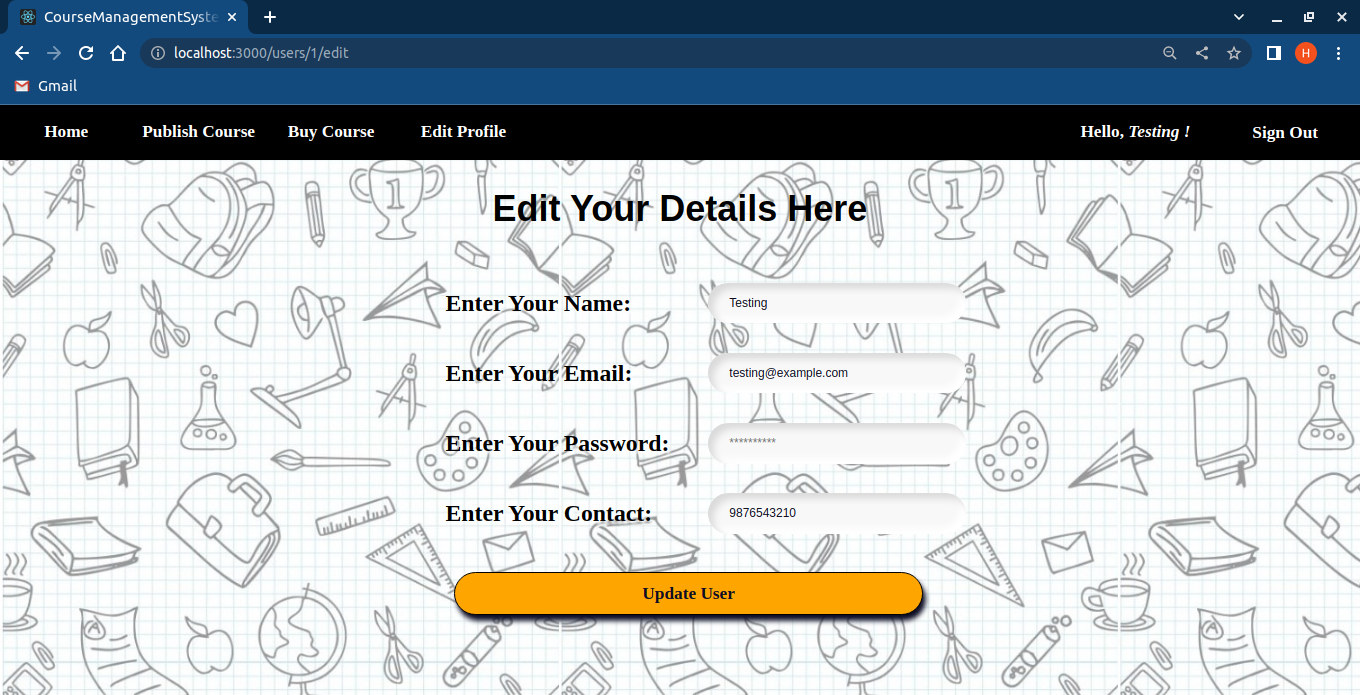 CourseManagementSyste
localhost:3000/users/1/edit
H
Gmail
Home Publish Course Buy Course Edit Profile Hello, Testing ! Sign Out
Edit Your Details Here
Enter Your Name: Testing
Enter Your Email: testing@example.com
Enter Your Password: **********
Enter Your Contact: 9876543210
Update User
1
1